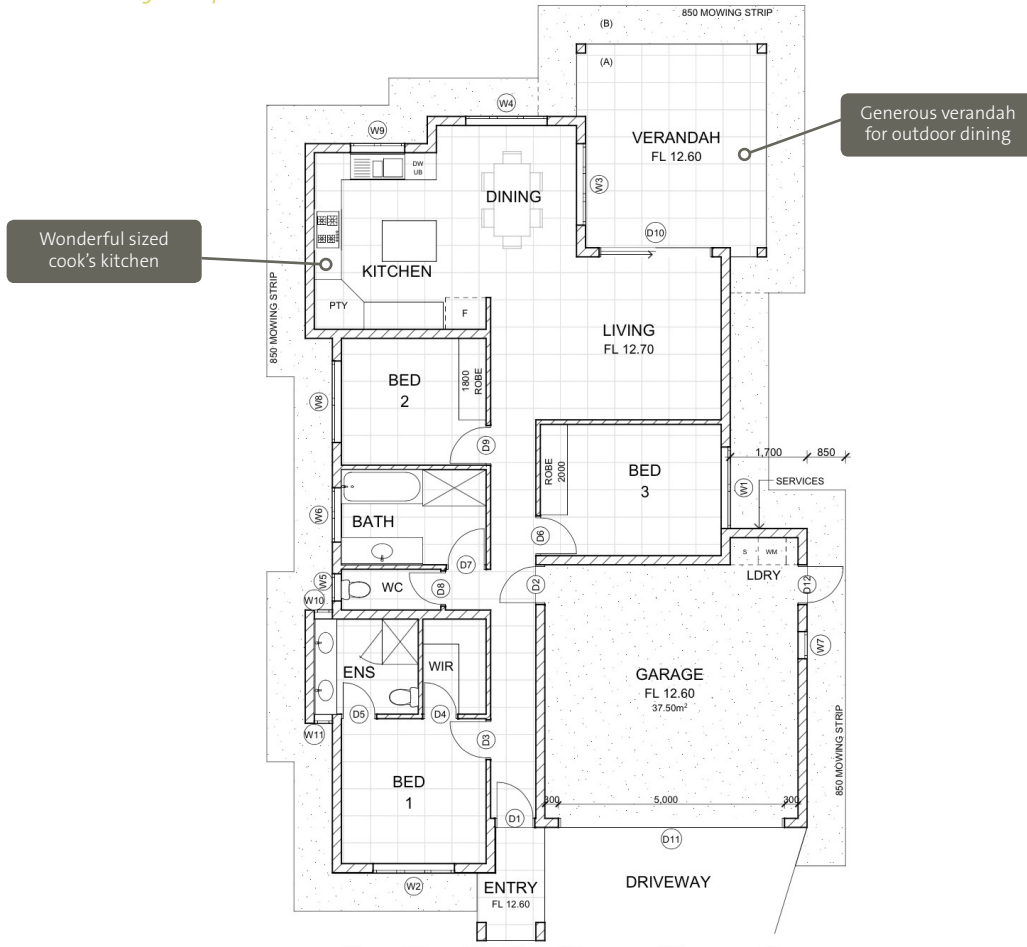 850 MOWING STRIP
(B)
(A)
W4
W9
VERANDAH
FL 12.60
Generous verandah
for outdoor dining
DW
UB
W3
DINING
D10
Wonderful sized
cook's kitchen
KITCHEN
PTY
F
LIVING
FL 12.70
850 MOWING STRIP
BED
2
1800
ROBE
W8
D9
BED
3
ROBE
2000
1,700
850
W1
SERVICES
BATH
W6
D6
D7
S
WM
LDRY
WC
W5
D8
D2
D12
W10
W7
ENS
WIR
GARAGE
FL 12.60
37.50m²
D5
D4
W11
D3
BED
1
850 MOWING STRIP
300
5,000
300
D1
D11
W2
ENTRY
FL 12.60
DRIVEWAY